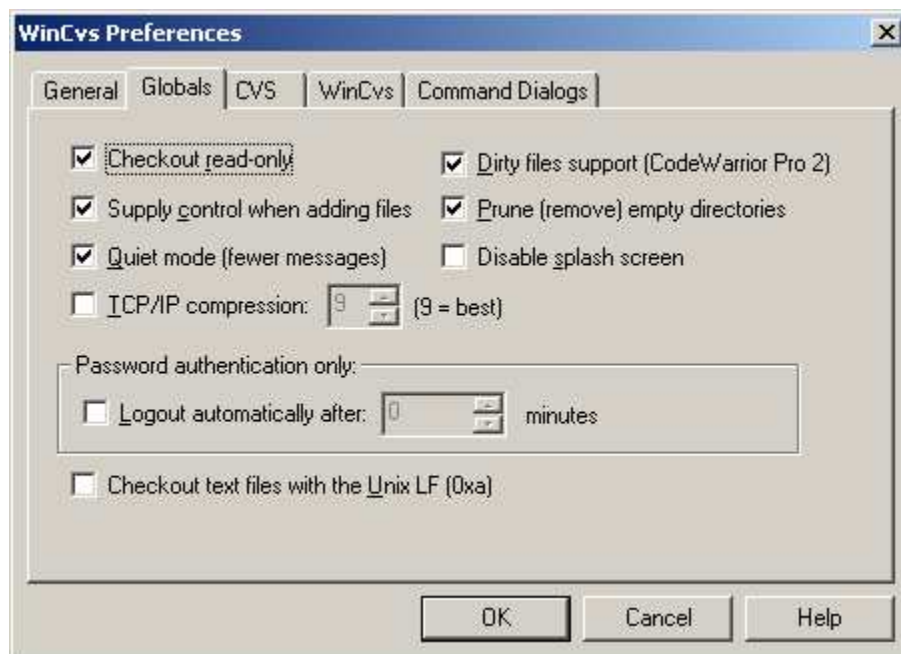 WinCvs Preferences
General Globals CVS WinCvs Command Dialogs
Checkout read-only
Dirty files support (CodeWarrior Pro 2)
Supply control when adding files
Prune (remove) empty directories
Quiet mode (fewer messages)
Disable splash screen
TCP/IP compression: 9 (9 = best)
Password authentication only:
Logout automatically after: 0 minutes
Checkout text files with the Unix LF (0xa)
OK Cancel Help